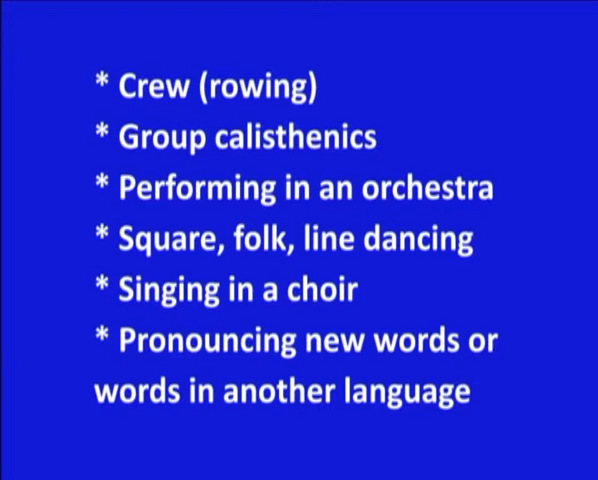 * Crew (rowing)
* Group calisthenics
* Performing in an orchestra
* Square, folk, line dancing
* Singing in a choir
* Pronouncing new words or
words in another language